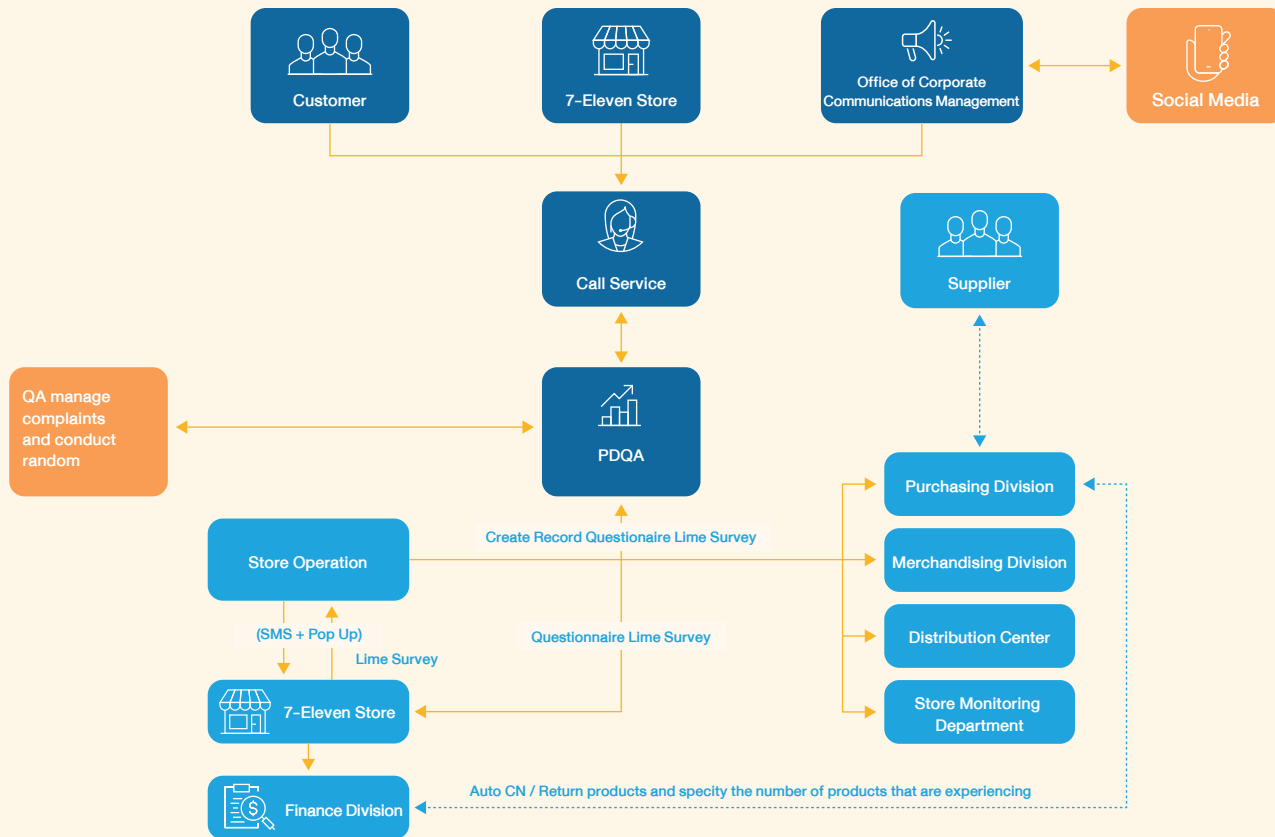 Customer
7-Eleven Store
Office of Corporate
Communications Management
Social Media
Call Service
Supplier
QA manage
complaints
and conduct
random
PDQA
Purchasing Division
Create Record Questionaire Lime Survey
Store Operation
Merchandising Division
(SMS + Pop Up)
Questionnaire Lime Survey
Distribution Center
Lime Survey
7-Eleven Store
Store Monitoring
Department
Auto CN / Return products and specity the number of products that are experiencing
Finance Division